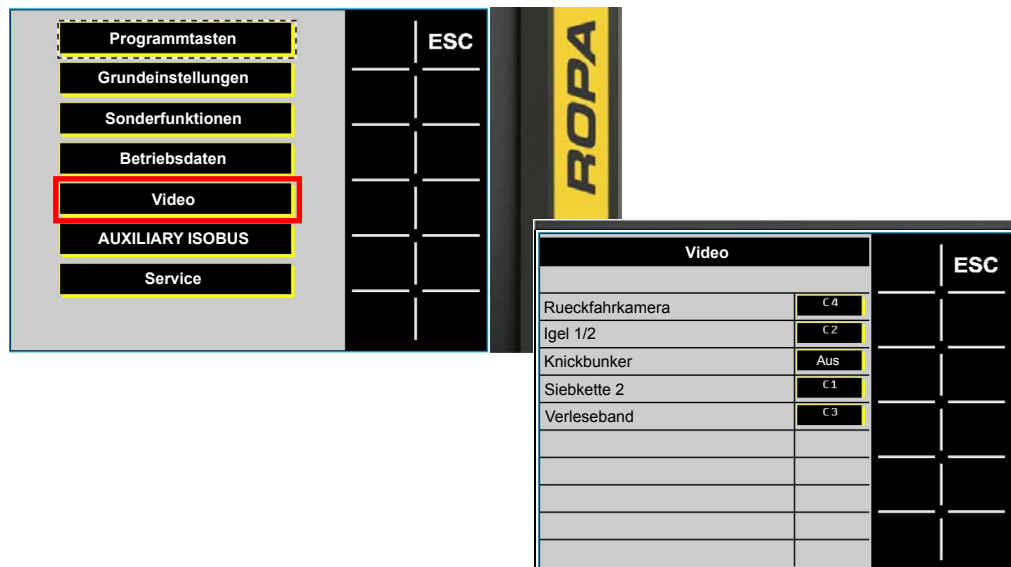 Programmtasten
ESC
Grundeinstellungen
Sonderfunktionen
Betriebsdaten
Video
AUXILIARY ISOBUS
Service
ROPA
Video
ESC
Rueckfahrkamera C4
Igel 1/2 C2
Knickbunker Aus
Siebkette 2 C1
Verleseband C3